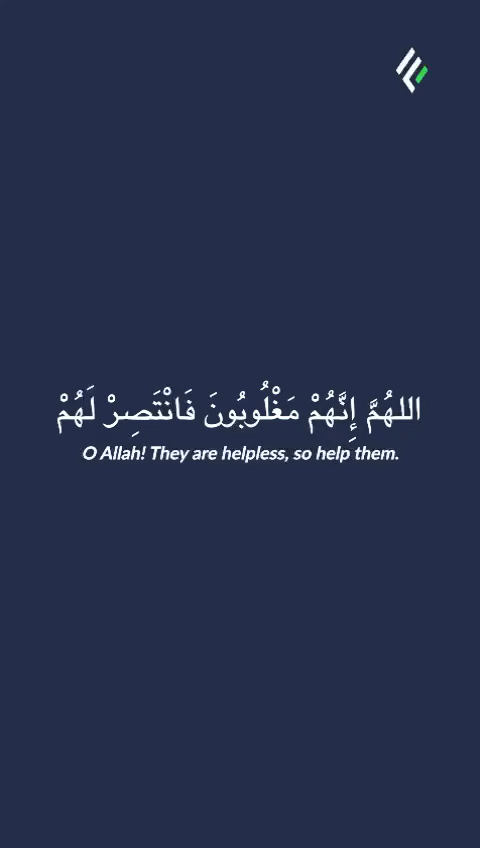 اللهُمَّ إِنَّهُمْ مَغْلُوبُونَ فَانْتَصِرْ لَهُمْ
O Allah! They are helpless, so help them.